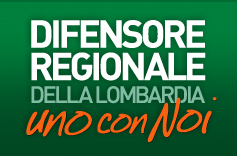 DIFENSORE
REGIONALE
DELLA LOMBARDIA
uno con Noi